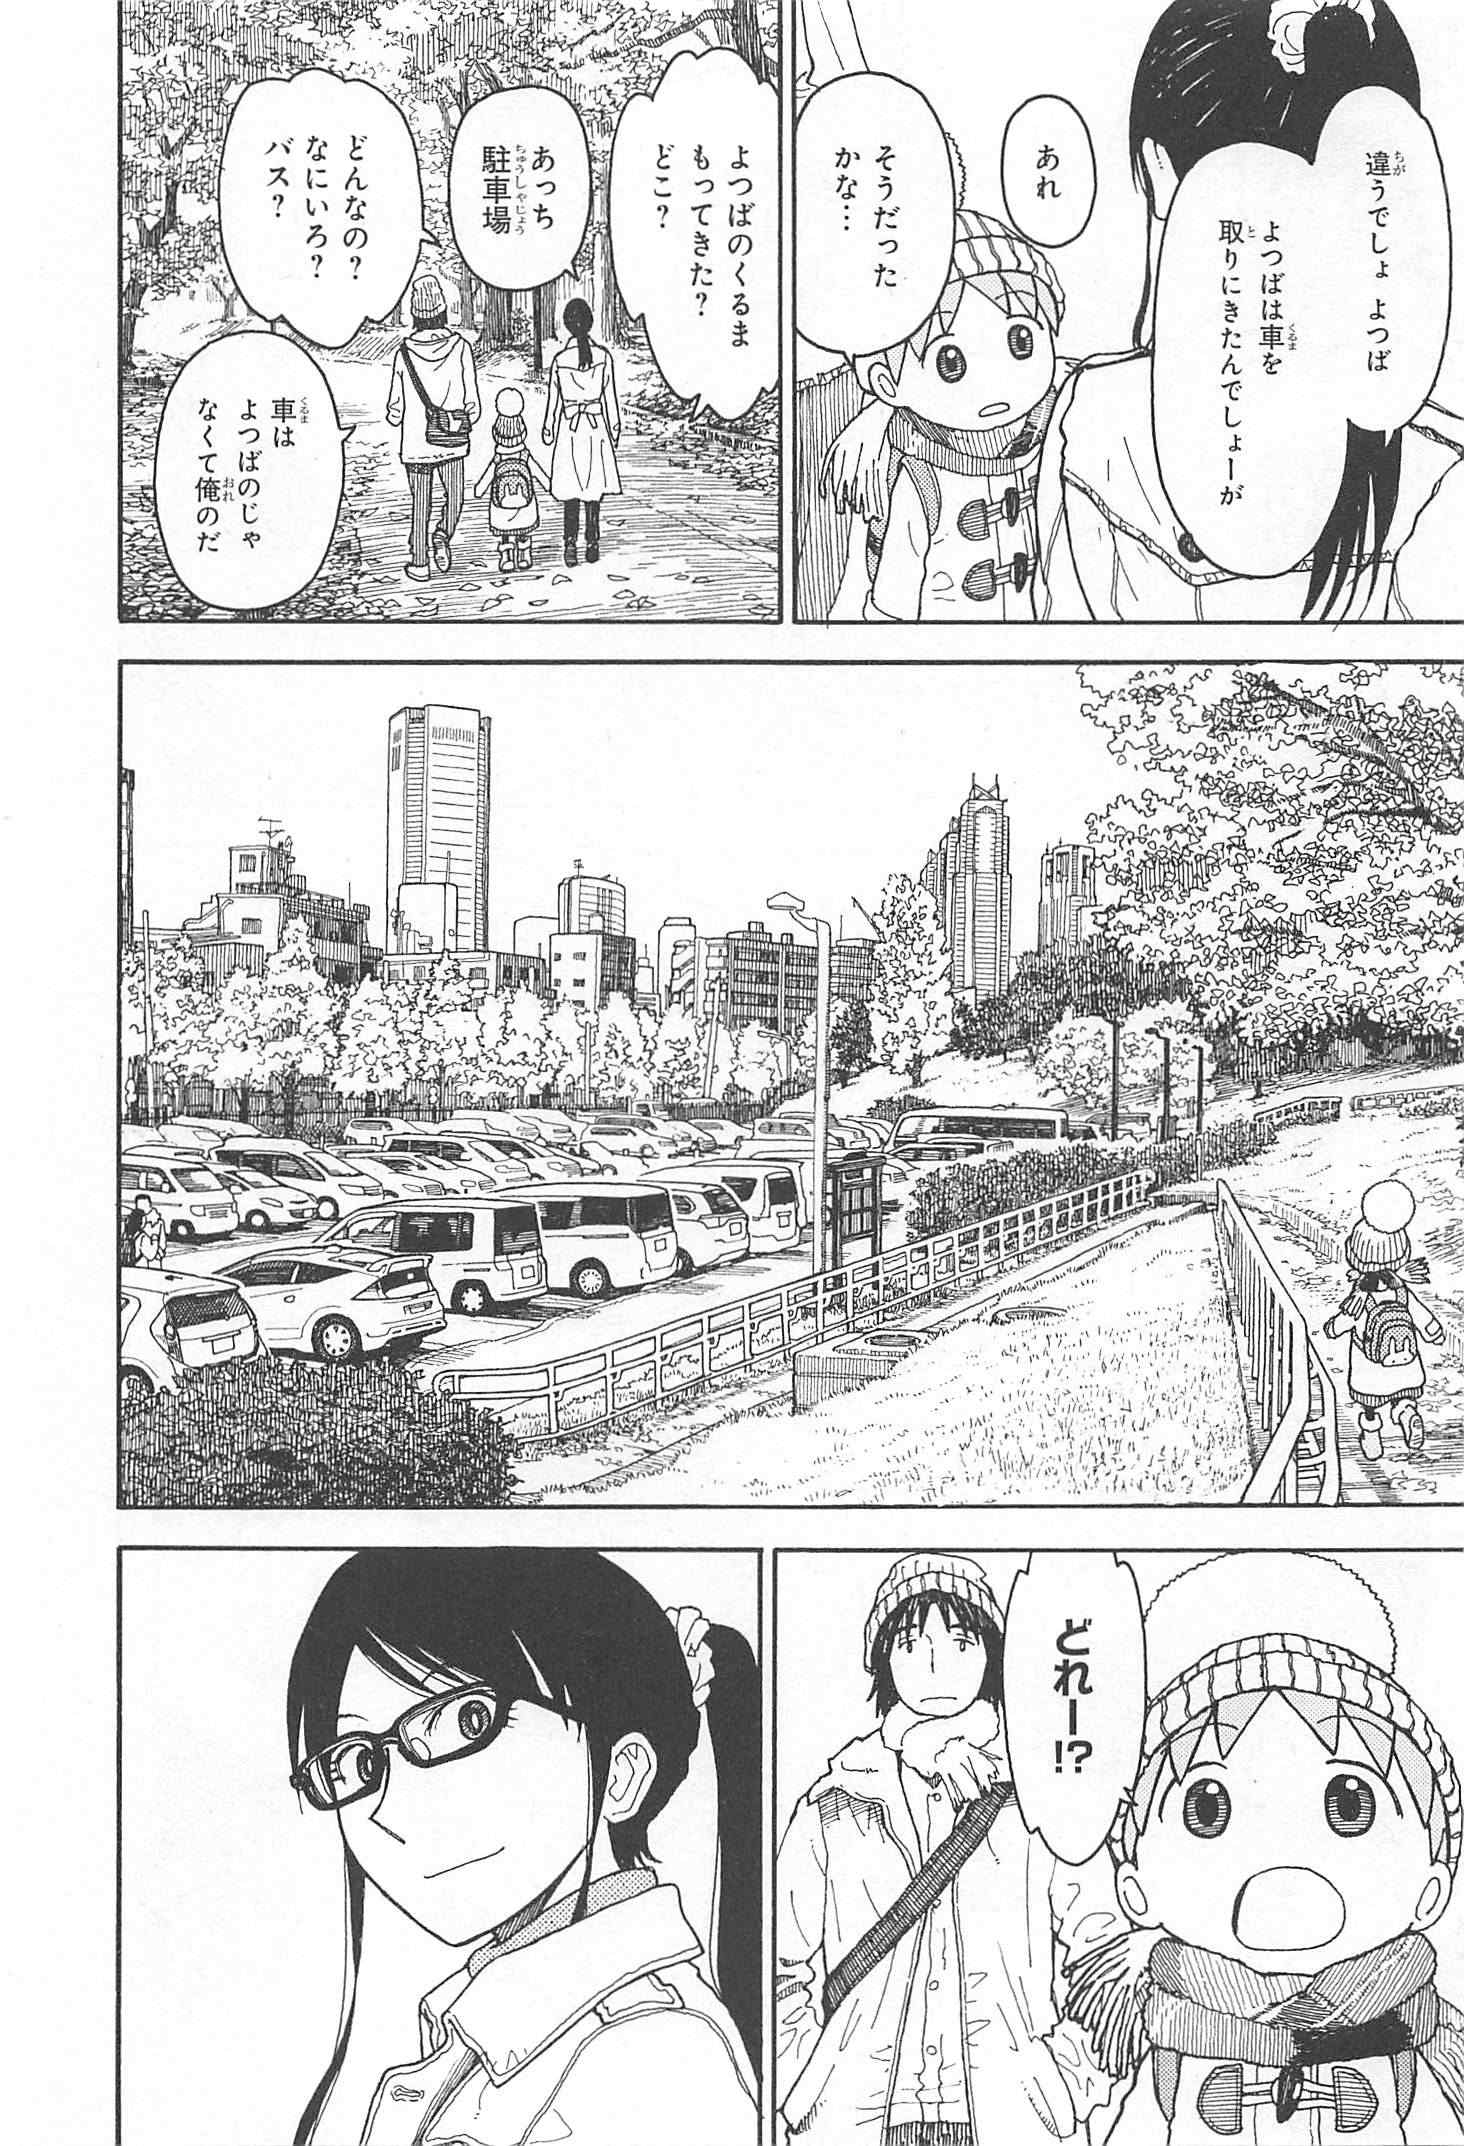 違うでしょ よつば
よつばは車を
取りにきたんでしょーが
あれ
そうだった
かな…
よつばのくるま
もってきた?
どこ?
あっち
駐車場
どんなの?
なにいろ?
バス?
車は
よつばのじゃ
なくて俺のだ
どれー!?